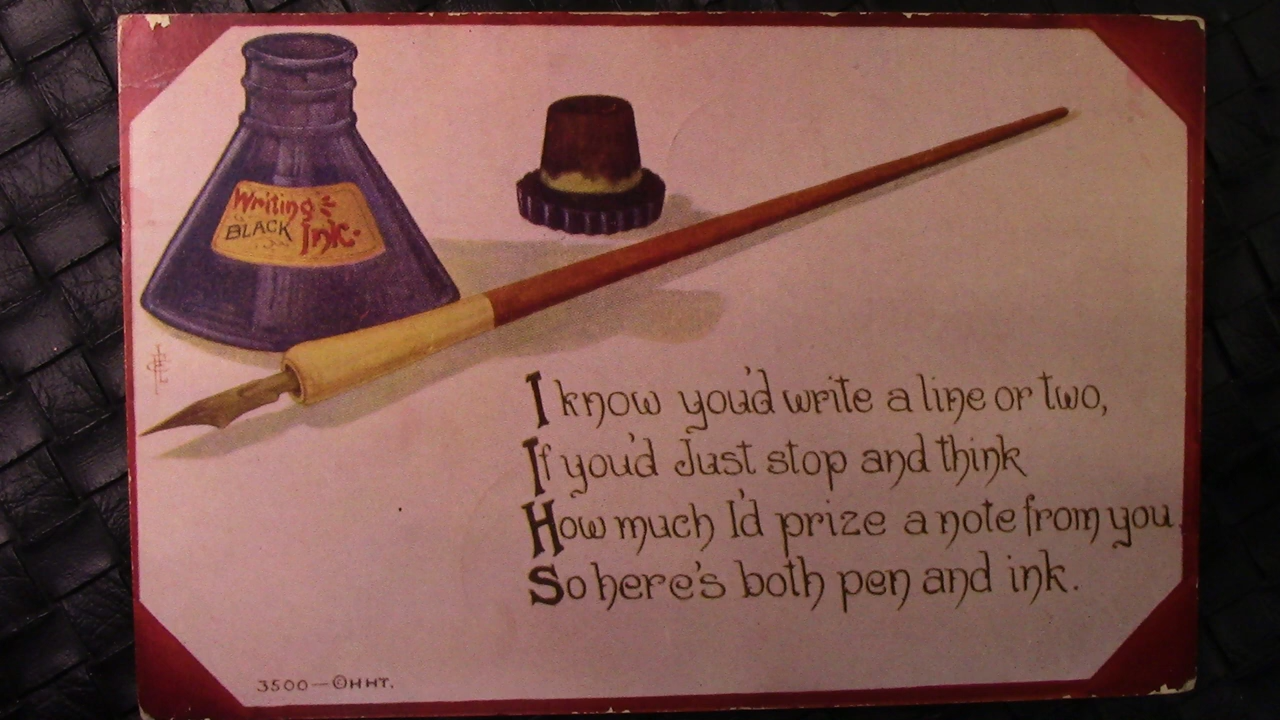 Writing
BLACK Ink.
I know you'd write a line or two,
If you'd Just stop and think
How much I'd prize a note from you.
So here's both pen and ink.
3500—©HHT.